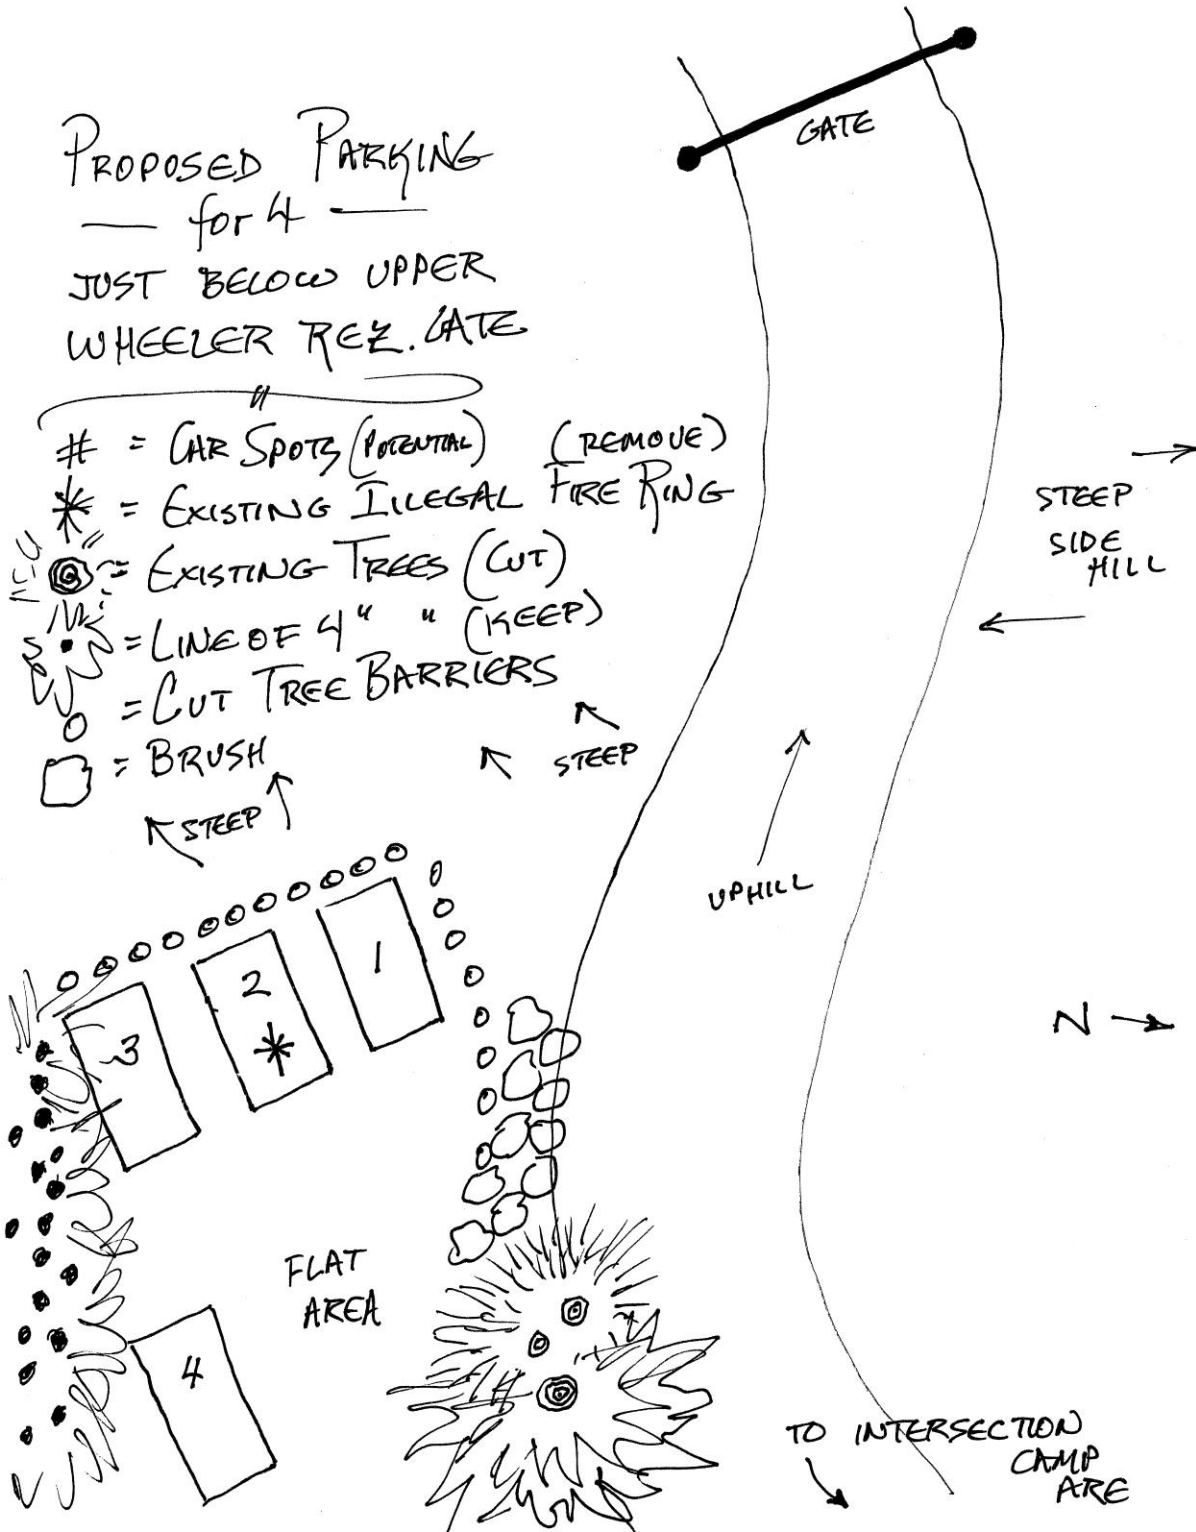 PROPOSED PARKING
— for 4 —
JUST BELOW UPPER
WHEELER REZ. GATE
"
# = CAR SPOTS (POTENTIAL) (REMOVE)
* = EXISTING ILLEGAL FIRE RING
= EXISTING TREES (CUT)
= LINE OF 4" " (KEEP)
= CUT TREE BARRIERS
= BRUSH
STEEP
STEEP
GATE
STEEP
SIDE
HILL
UPHILL
N
1
2
*
3
FLAT
AREA
4
TO INTERSECTION
CAMP
ARE